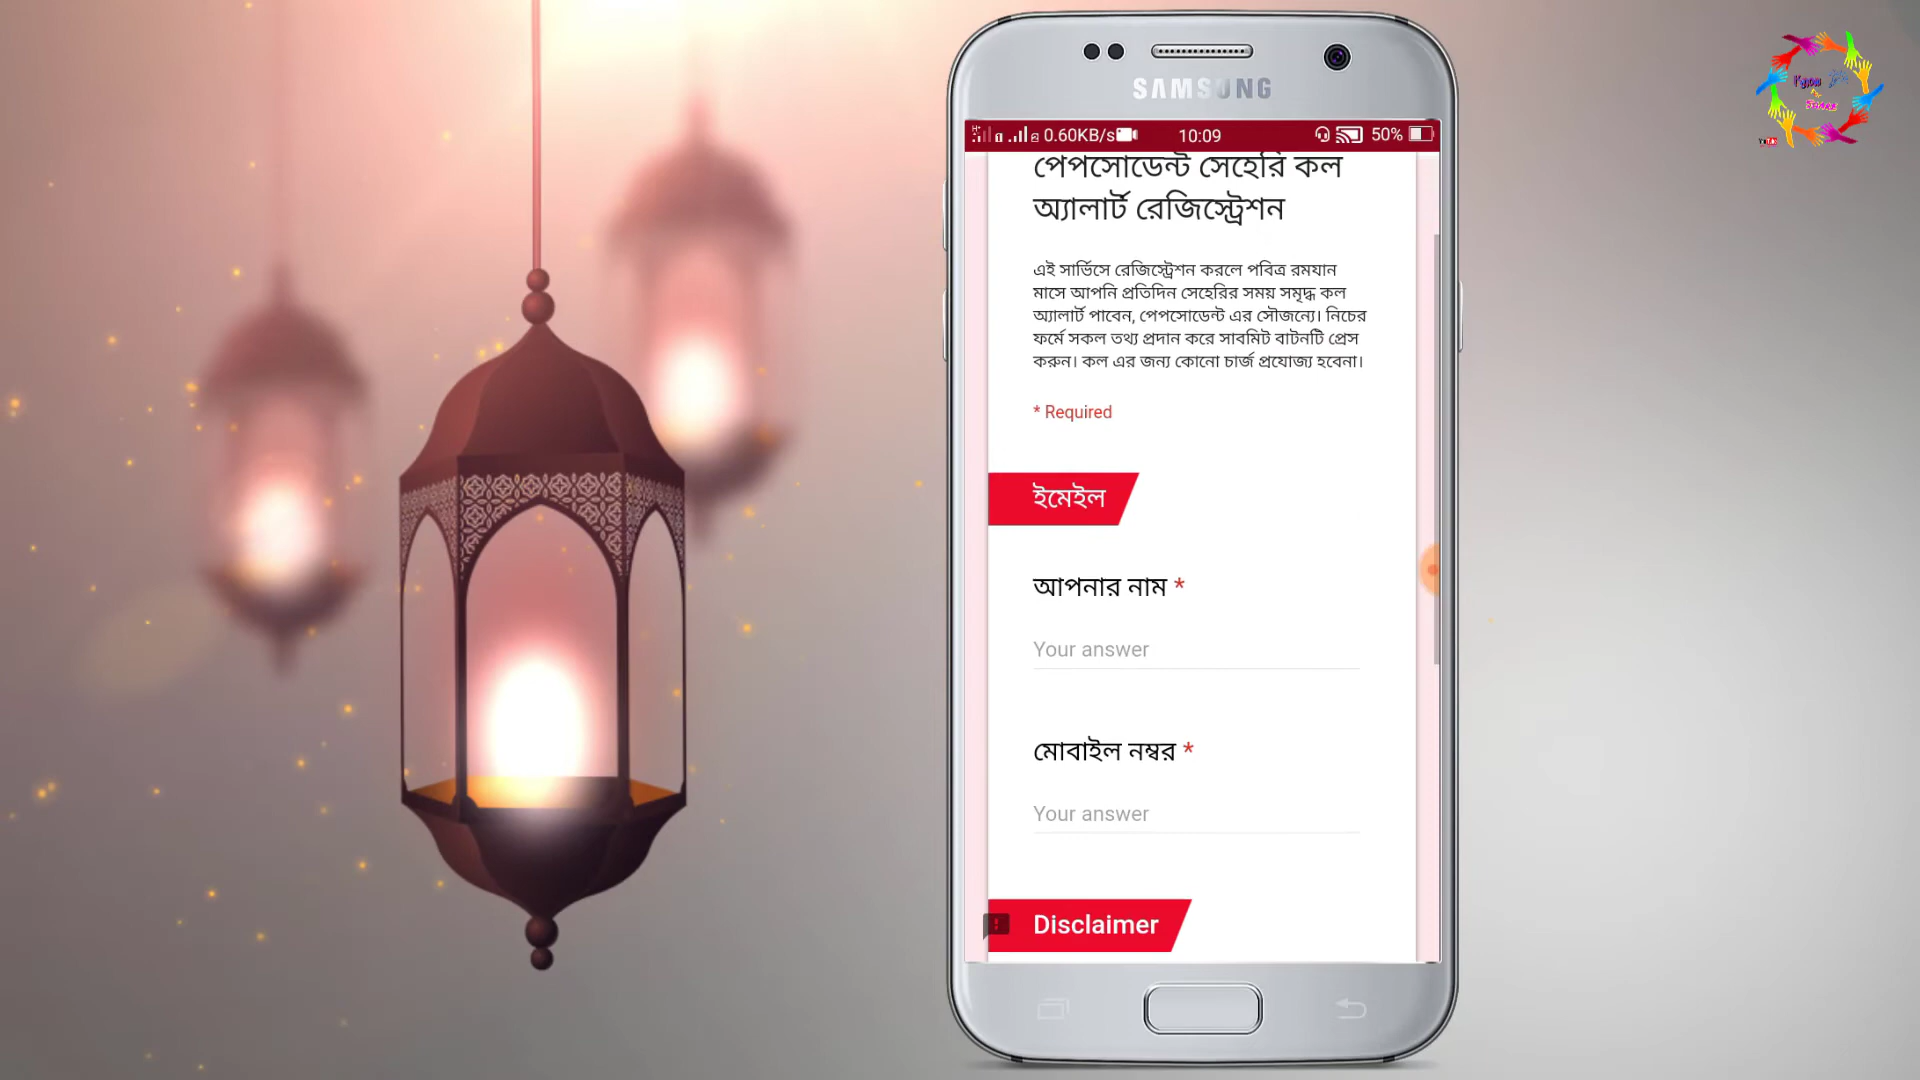 SAMSUNG
0.60KB/s 10:09 50%
পেপসোডেন্ট সেহেরি কল
অ্যালার্ট রেজিস্ট্রেশন
এই সার্ভিসে রেজিস্ট্রেশন করলে পবিত্র রমযান
মাসে আপনি প্রতিদিন সেহেরির সময় সমৃদ্ধ কল
অ্যালার্ট পাবেন, পেপসোডেন্ট এর সৌজন্যে। নিচের
ফর্মে সকল তথ্য প্রদান করে সাবমিট বাটনটি প্রেস
করুন। কল এর জন্য কোনো চার্জ প্রযোজ্য হবেনা।
* Required
ইমেইল
আপনার নাম *
Your answer
মোবাইল নম্বর *
Your answer
Disclaimer